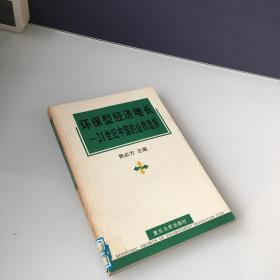 环保型经济增长
—21世纪中国的必然选择
焦必方 主编
复旦大学出版社